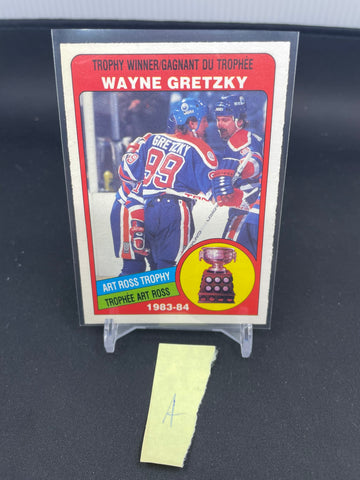 TROPHY WINNER/GAGNANT DU TROPHÉE
WAYNE GRETZKY
GRETZKY
99
ART ROSS TROPHY
TROPHÉE ART ROSS
1983-84
A